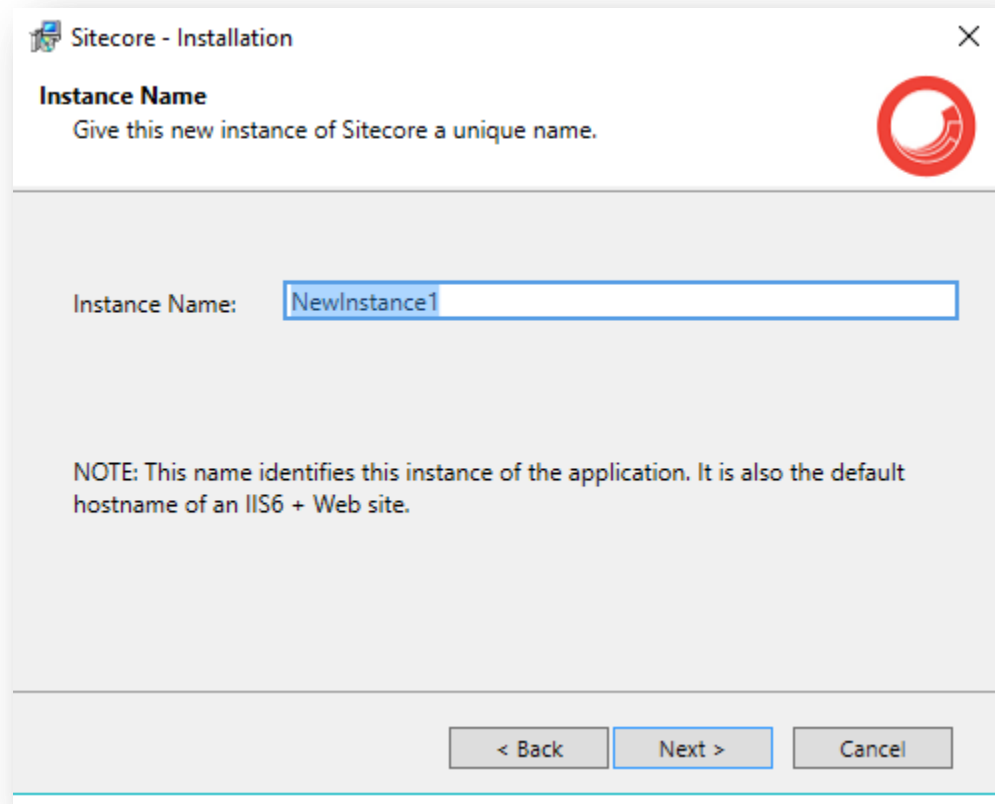 Sitecore - Installation
Instance Name
Give this new instance of Sitecore a unique name.
Instance Name: NewInstance1
NOTE: This name identifies this instance of the application. It is also the default
hostname of an IIS6 + Web site.
< Back Next > Cancel